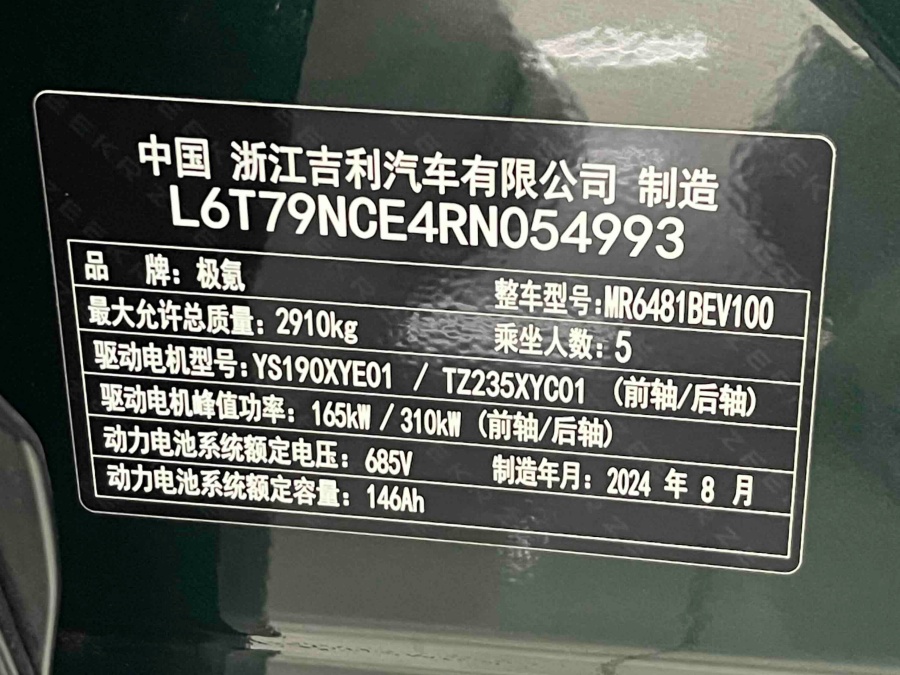 中国 浙江吉利汽车有限公司 制造
L6T79NCE4RN054993
品 牌：极氪 整车型号：MR6481BEV100
最大允许总质量：2910kg 乘坐人数：5
驱动电机型号：YS190XYE01 / TZ235XYC01 (前轴/后轴)
驱动电机峰值功率：165kW / 310kW (前轴/后轴)
动力电池系统额定电压：685V 制造年月：2024 年 8 月
动力电池系统额定容量：146Ah